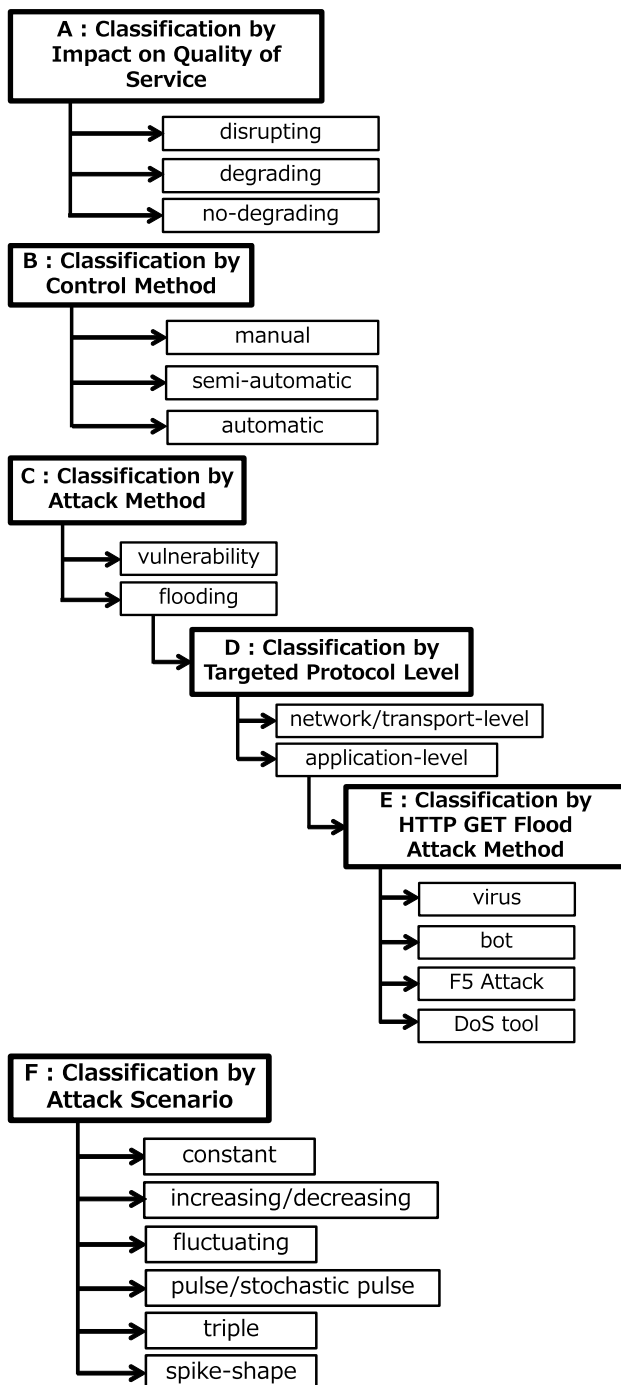 A : Classification by
Impact on Quality of
Service
disrupting
degrading
no-degrading
B : Classification by
Control Method
manual
semi-automatic
automatic
C : Classification by
Attack Method
vulnerability
flooding
D : Classification by
Targeted Protocol Level
network/transport-level
application-level
E : Classification by
HTTP GET Flood
Attack Method
virus
bot
F5 Attack
DoS tool
F : Classification by
Attack Scenario
constant
increasing/decreasing
fluctuating
pulse/stochastic pulse
triple
spike-shape